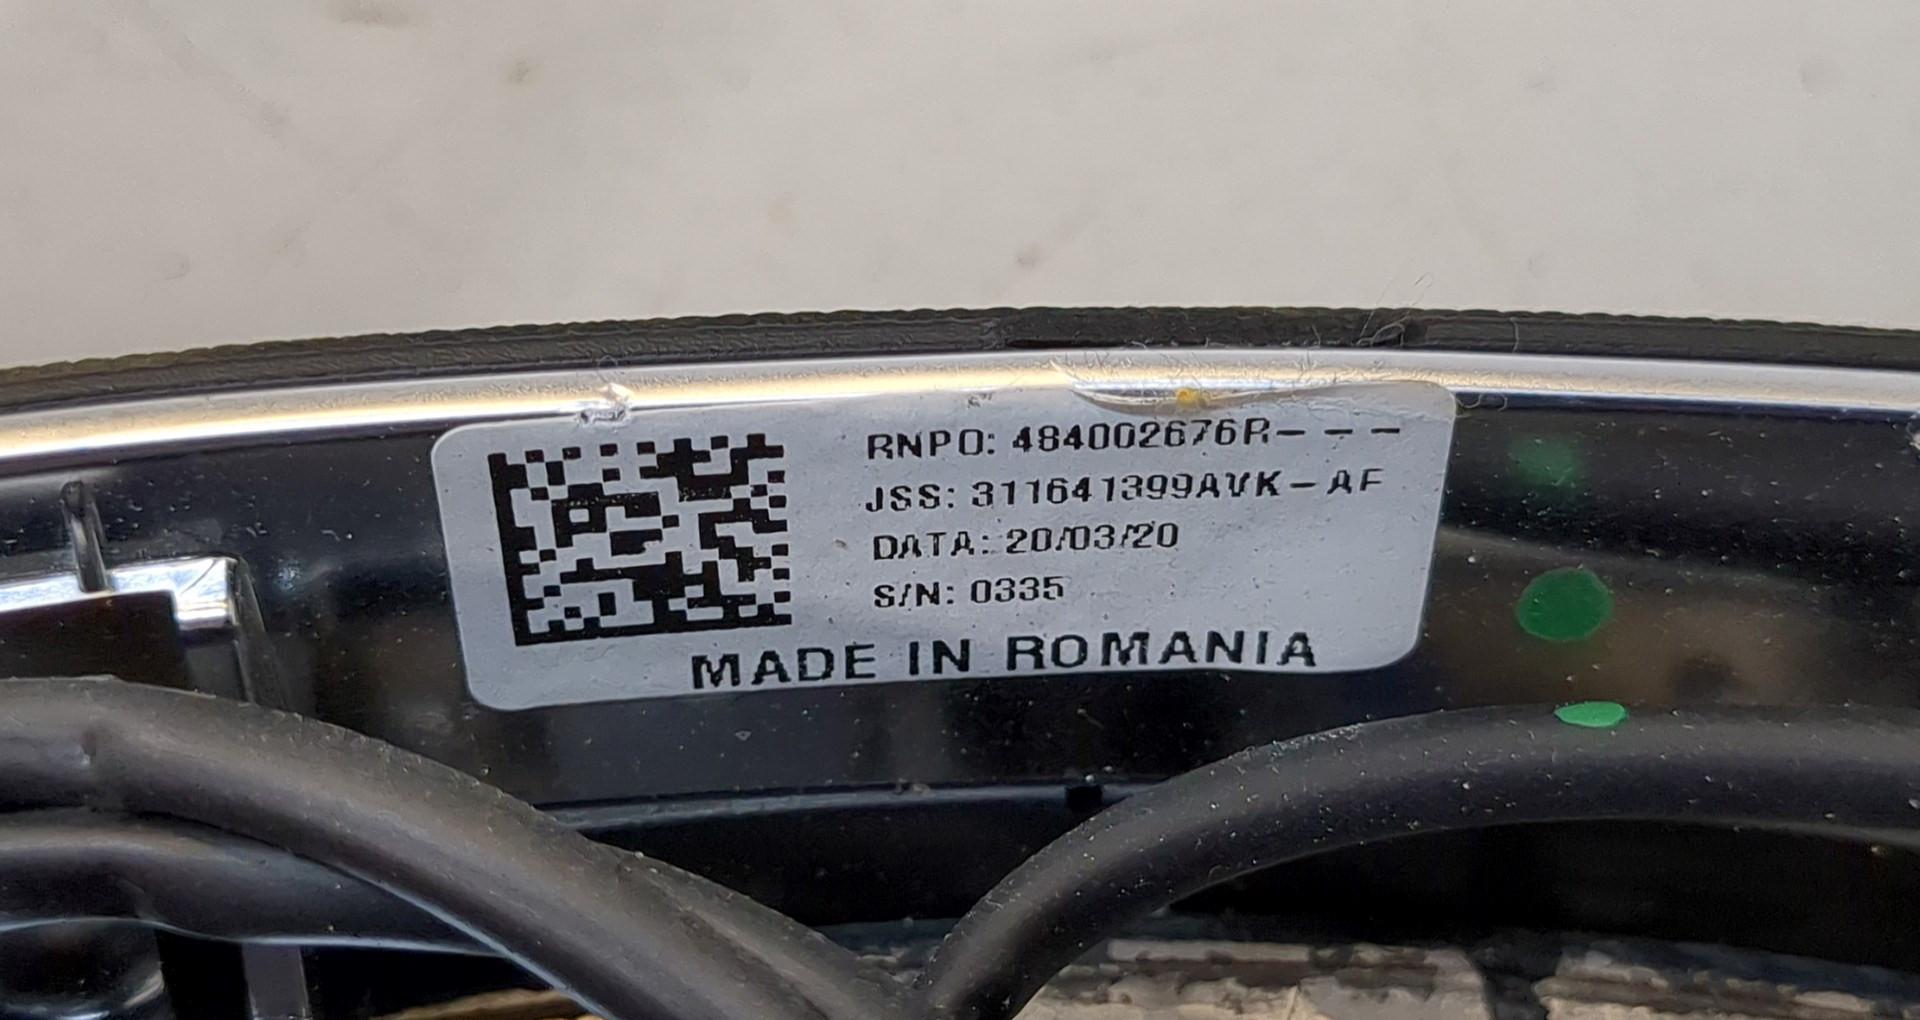 RNPO: 484002676R---
JSS: 311641399AVK-AF
DATA: 20/03/20
S/N: 0335
MADE IN ROMANIA